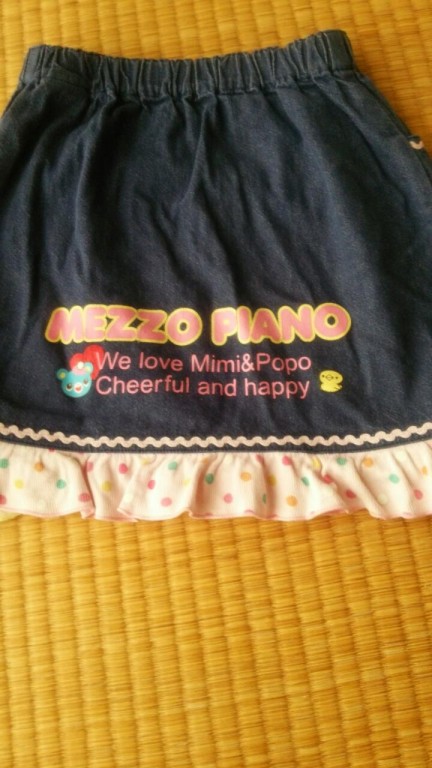 MEZZO PIANO
We love Mimi&Popo
Cheerful and happy